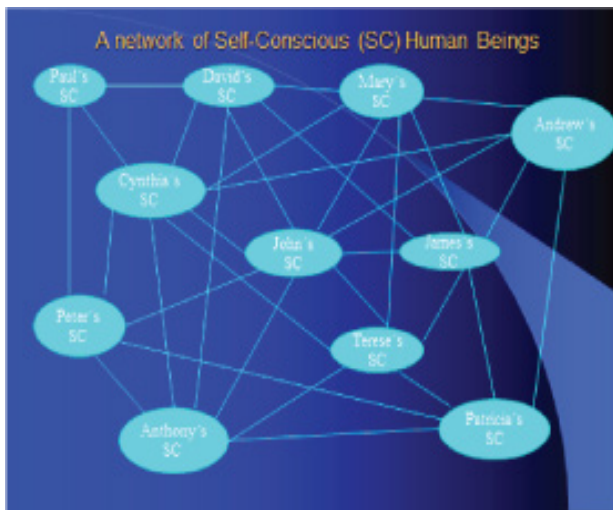 A network of Self-Conscious (SC) Human Beings
Paul´s
SC
David´s
SC
Mary´s
SC
Andrew´s
SC
Cynthia´s
SC
John´s
SC
James´s
SC
Peter´s
SC
Terese´s
SC
Anthony´s
SC
Patricia´s
SC